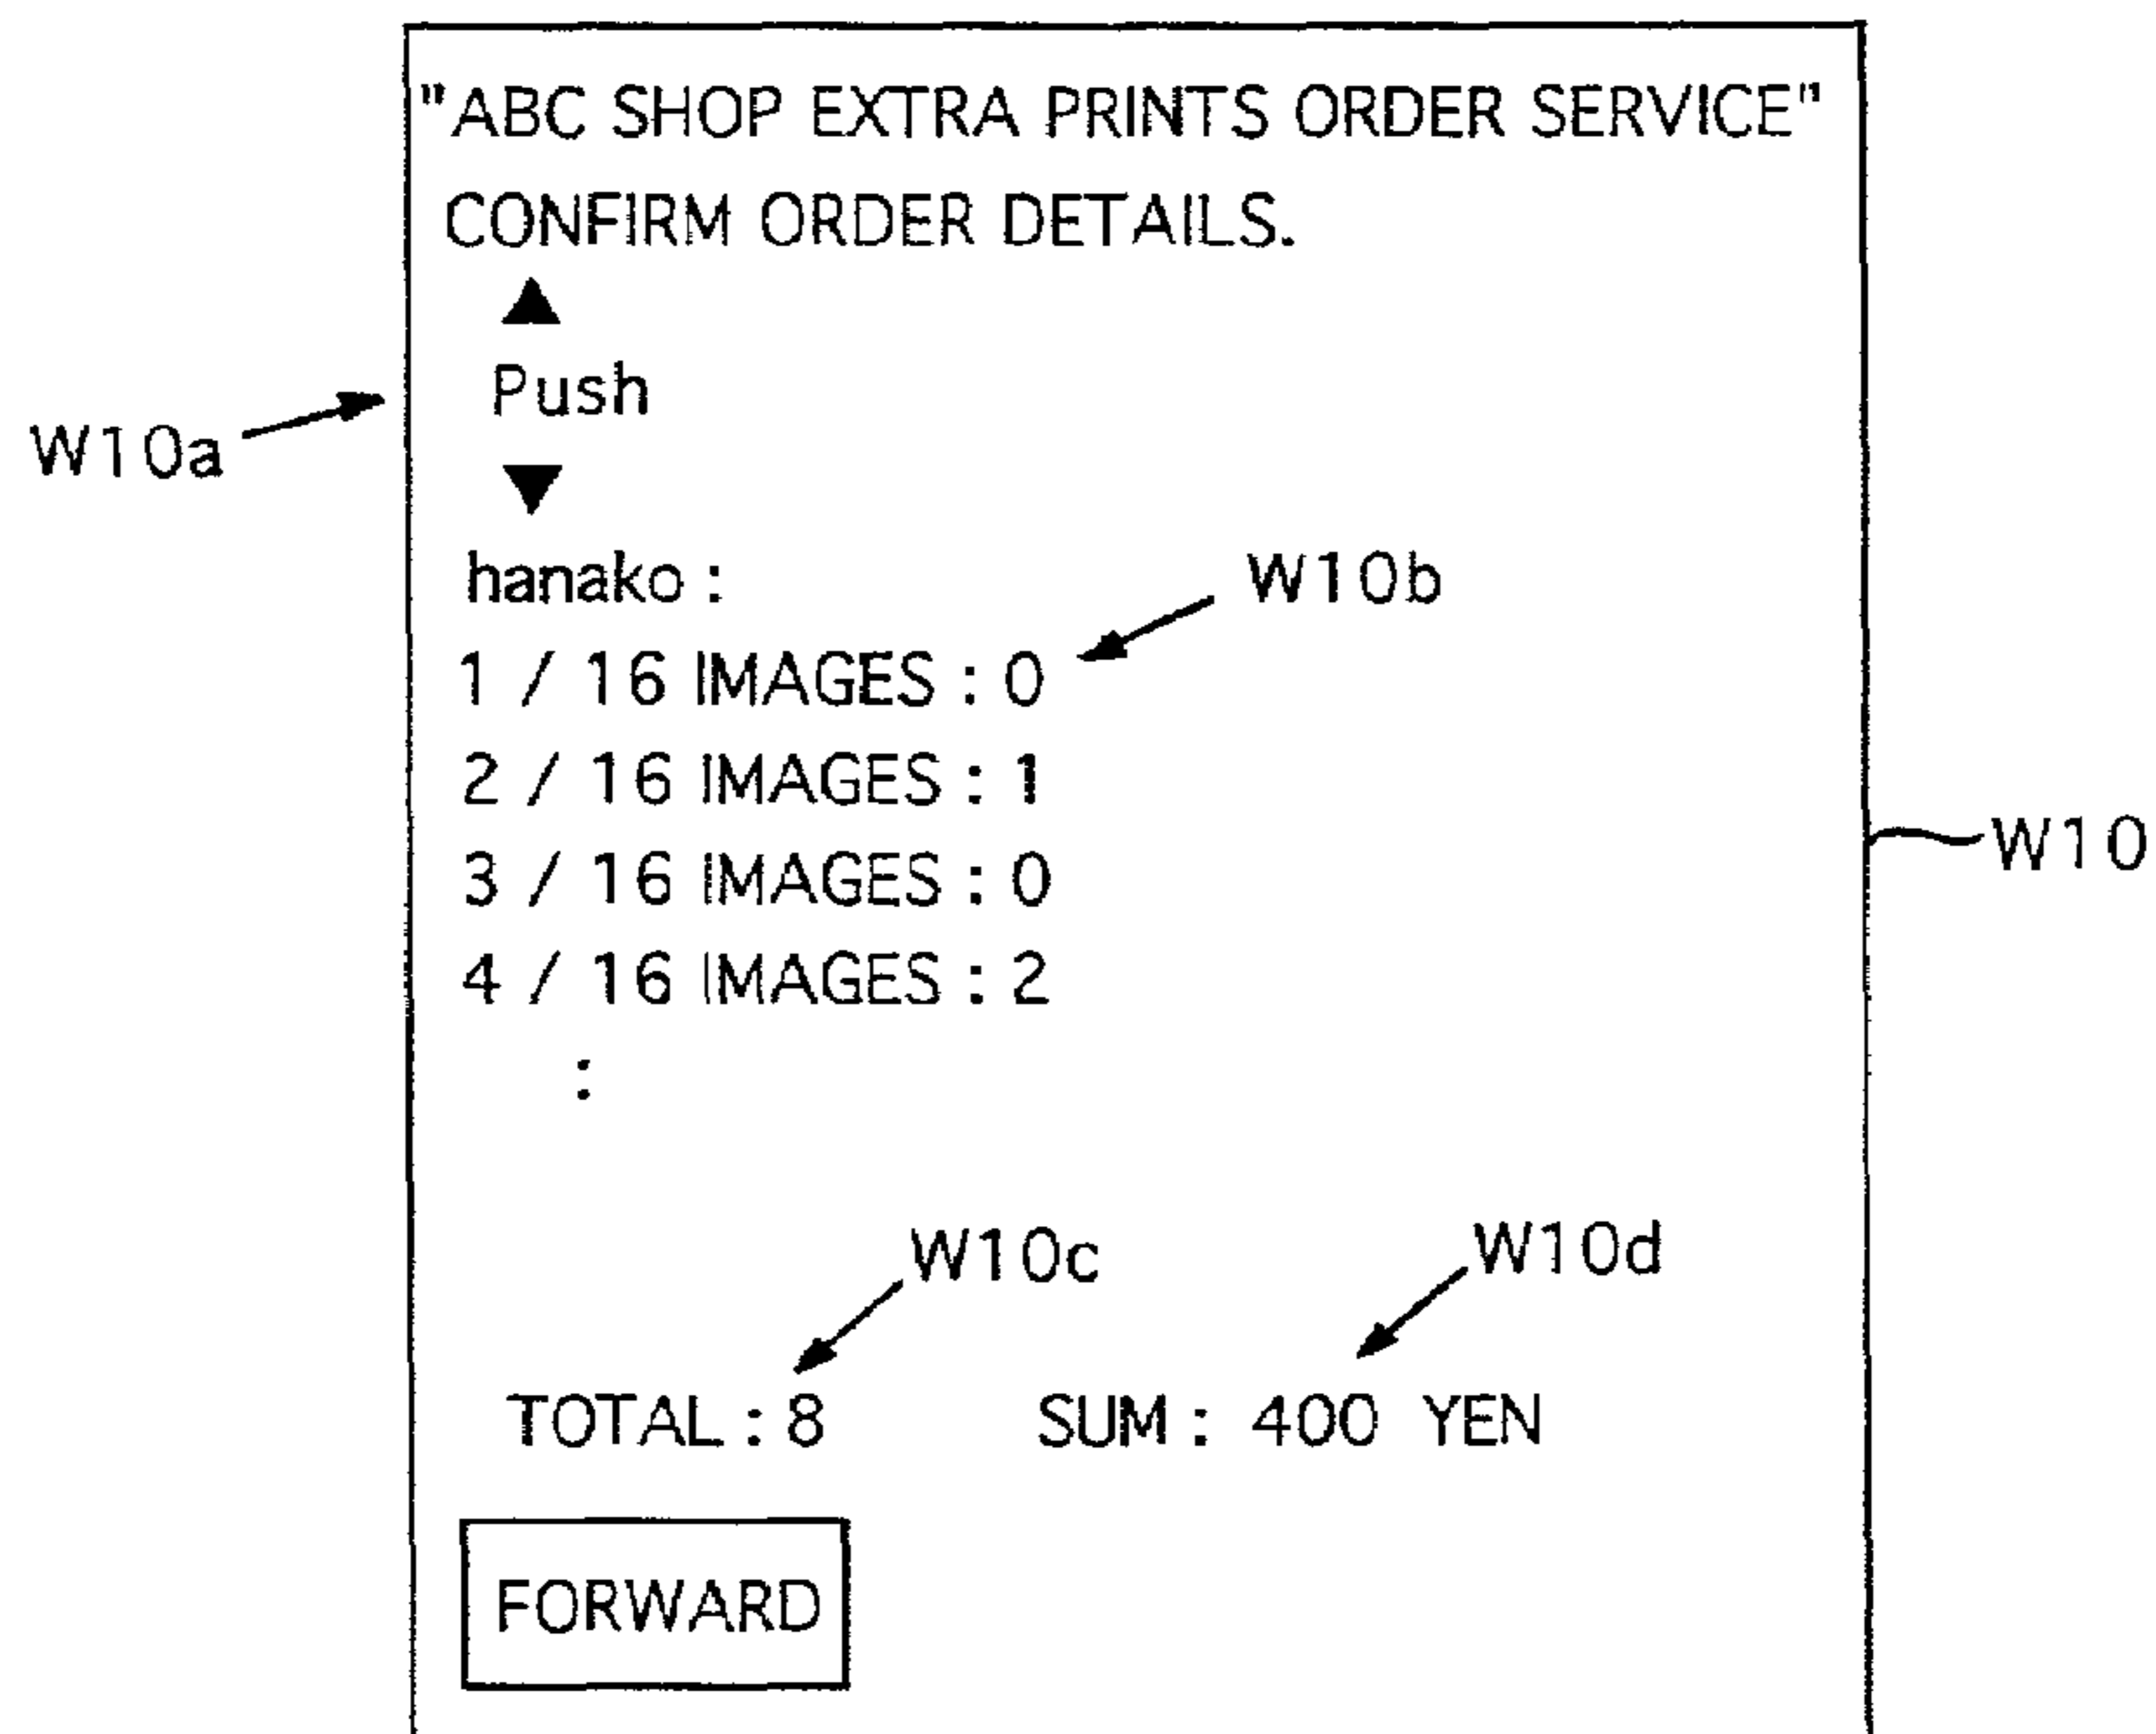 "ABC SHOP EXTRA PRINTS ORDER SERVICE"
CONFIRM ORDER DETAILS.
▲
Push
W10a
▼
hanako :
W10b
1 / 16 IMAGES : 0
2 / 16 IMAGES : 1
W10
3 / 16 IMAGES : 0
4 / 16 IMAGES : 2
:
W10c
W10d
TOTAL : 8 SUM : 400 YEN
FORWARD